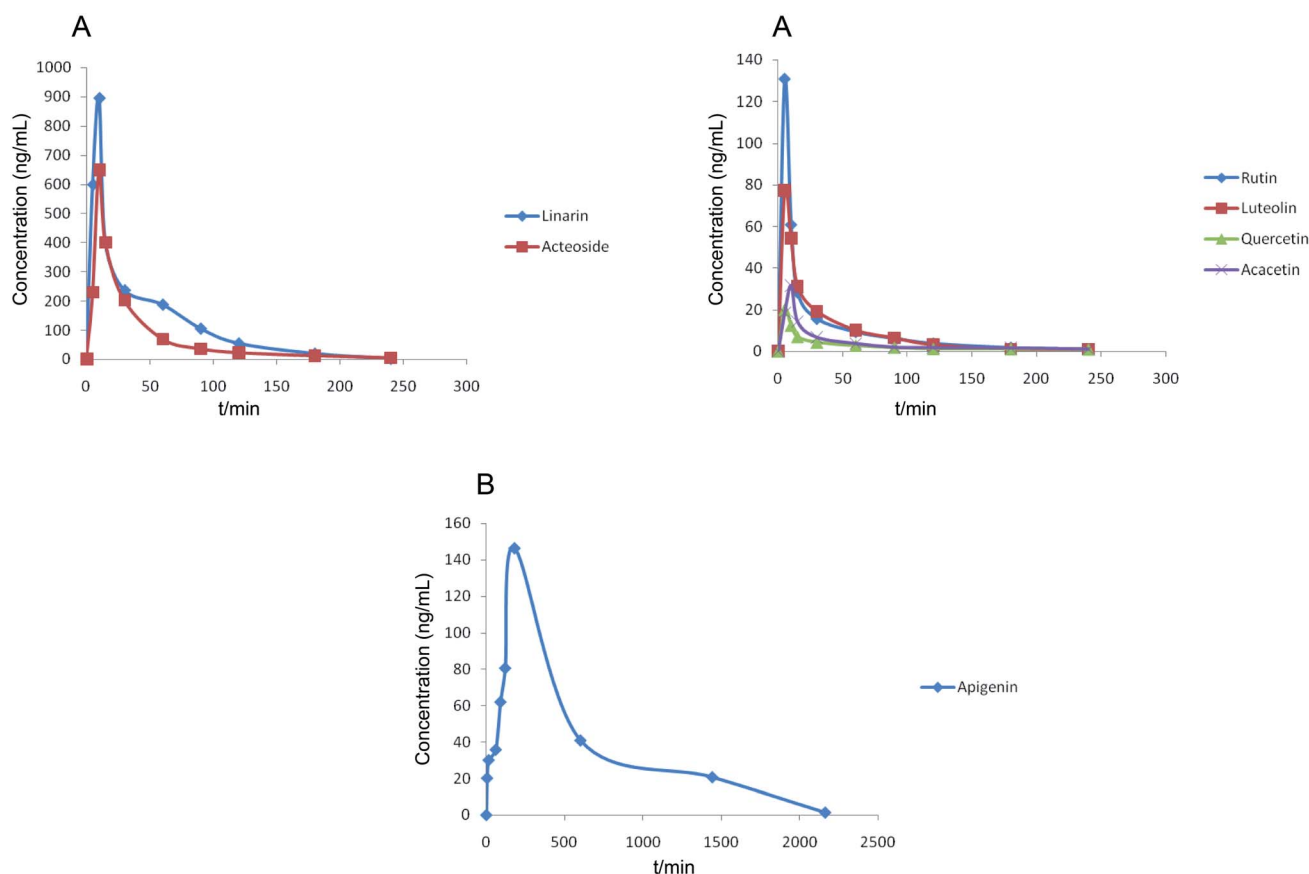 A
1000
900
800
700
600
500
400
300
200
100
0
Concentration (ng/mL)
0 50 100 150 200 250 300
t/min
Linarin
Acteoside
A
140
120
100
80
60
40
20
0
Concentration (ng/mL)
0 50 100 150 200 250 300
t/min
Rutin
Luteolin
Quercetin
Acacetin
B
160
140
120
100
80
60
40
20
0
Concentration (ng/mL)
0 500 1000 1500 2000 2500
t/min
Apigenin